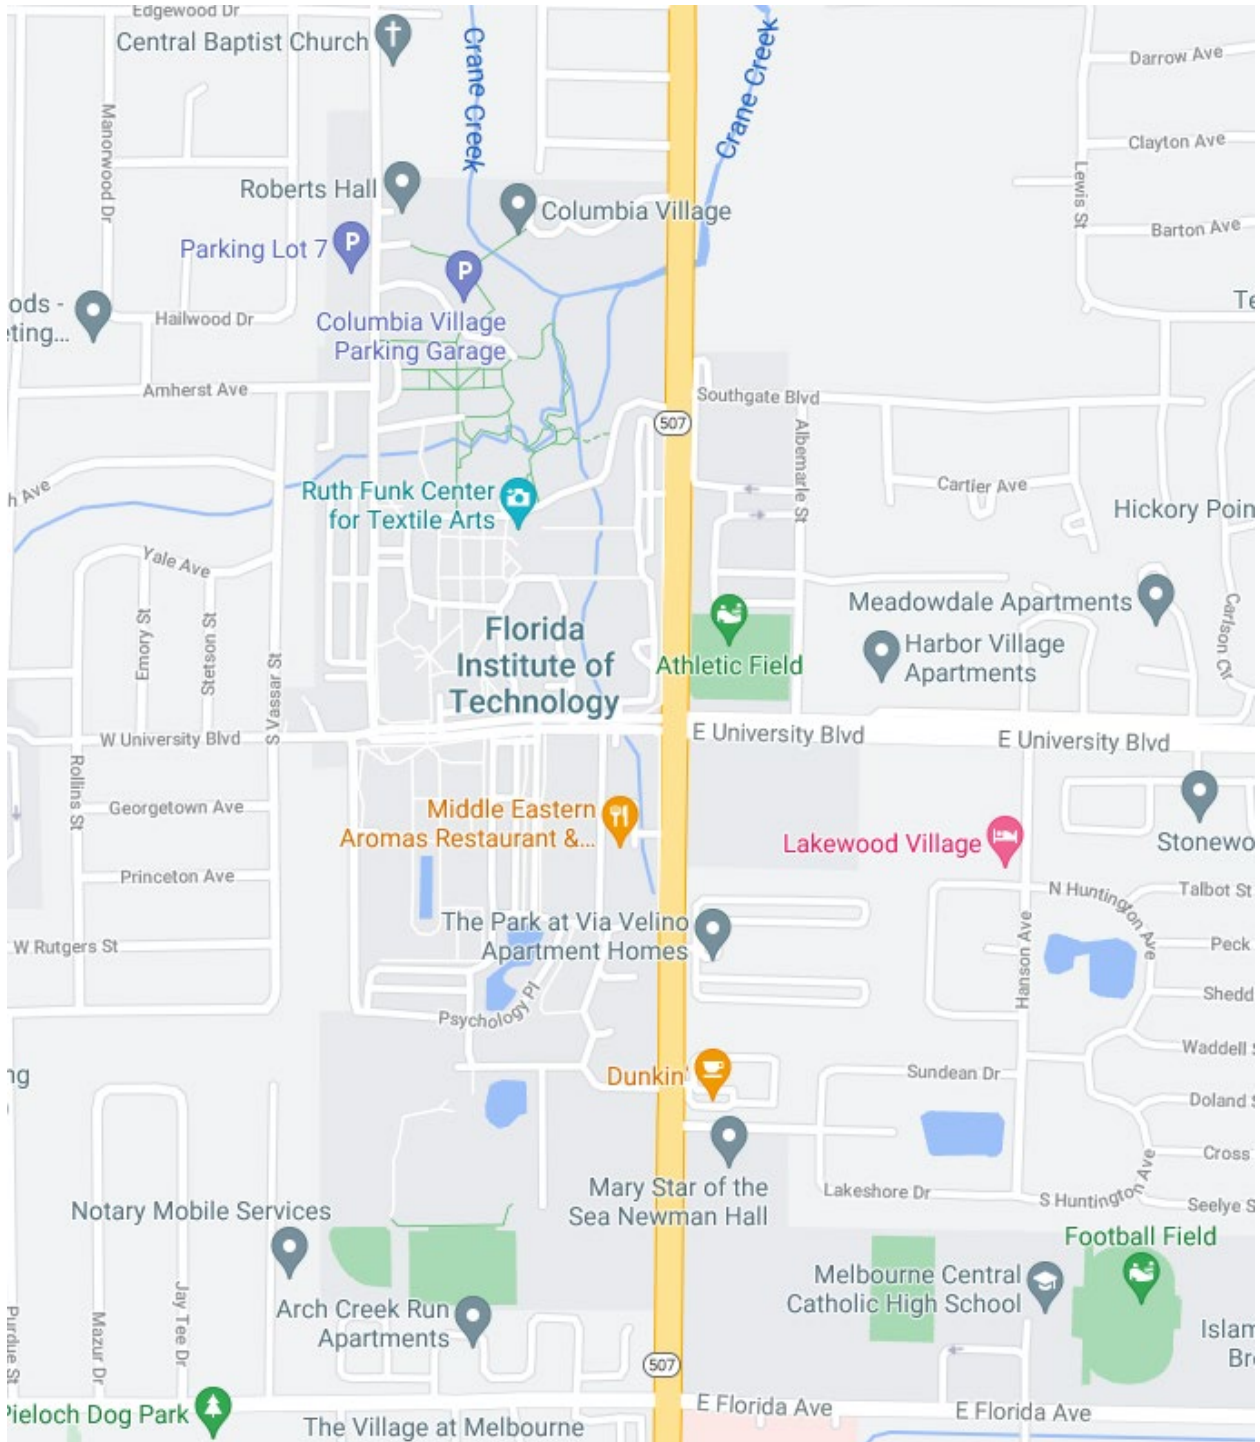 Edgewood Dr
Central Baptist Church
Crane Creek
Crane Creek
Darrow Ave
Manorwood Dr
Clayton Ave
Lewis St
Roberts Hall
Columbia Village
Barton Ave
Parking Lot 7
P
P
ods -
eting...
Hailwood Dr
Columbia Village
Parking Garage
Te
Amherst Ave
Southgate Blvd
507
Albemarle St
h Ave
Ruth Funk Center
for Textile Arts
Cartier Ave
Hickory Poin
Yale Ave
Emory St
Stetson St
S Vassar St
Florida
Institute of
Technology
Athletic Field
Meadowdale Apartments
Harbor Village
Apartments
Carlson Cir
W University Blvd
E University Blvd
E University Blvd
Rollins St
Georgetown Ave
Middle Eastern
Aromas Restaurant &...
Lakewood Village
Stonewo
Princeton Ave
N Huntington Ave
Talbot St
The Park at Via Velino
Apartment Homes
W Rutgers St
Hanson Ave
Peck
Shedd
Psychology Pl
Waddell S
ng
Dunkin'
Sundean Dr
Doland S
Cross
Mary Star of the
Sea Newman Hall
Lakeshore Dr
S Huntington Ave
Seelye S
Notary Mobile Services
Football Field
Melbourne Central
Catholic High School
Purdue St
Mazur Dr
Jay Tee Dr
Arch Creek Run
Apartments
Islam
Bre
507
Pieloch Dog Park
The Village at Melbourne
E Florida Ave
E Florida Ave